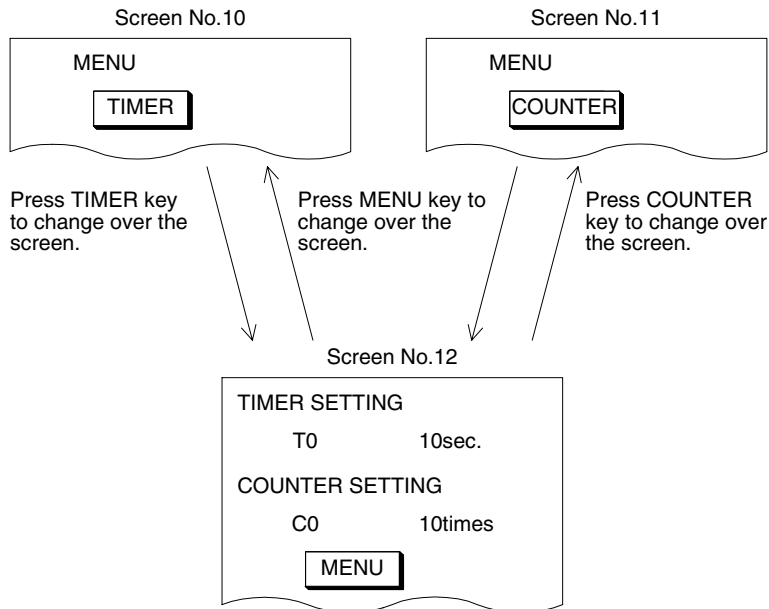 Screen No.10
MENU
TIMER
Screen No.11
MENU
COUNTER
Press TIMER key
to change over the
screen.
Press MENU key to
change over the
screen.
Press COUNTER
key to change over
the screen.
Screen No.12
TIMER SETTING
T0 10sec.
COUNTER SETTING
C0 10times
MENU